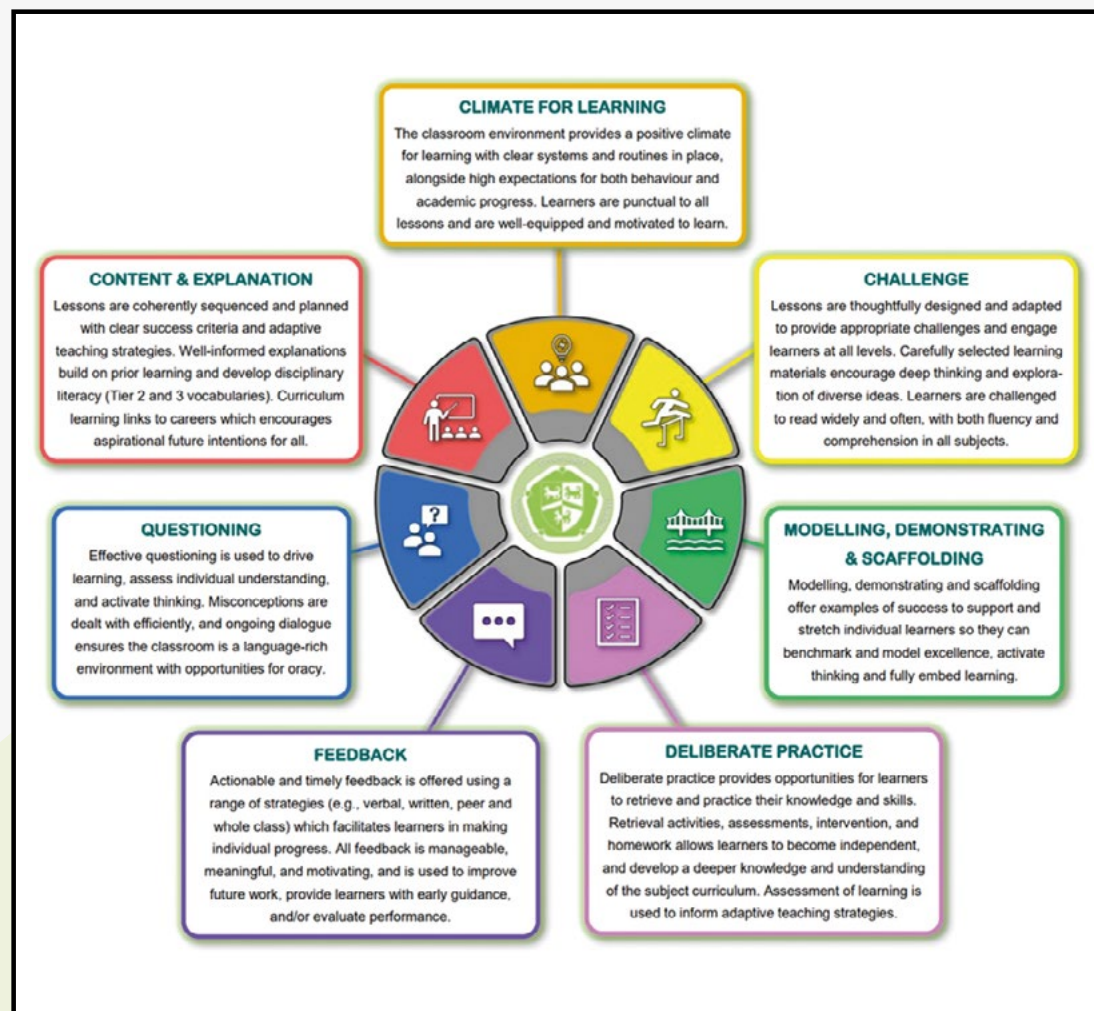 CLIMATE FOR LEARNING
The classroom environment provides a positive climate
for learning with clear systems and routines in place,
alongside high expectations for both behaviour and
academic progress. Learners are punctual to all
lessons and are well-equipped and motivated to learn.
CONTENT & EXPLANATION
Lessons are coherently sequenced and planned
with clear success criteria and adaptive
teaching strategies. Well-informed explanations
build on prior learning and develop disciplinary
literacy (Tier 2 and 3 vocabularies). Curriculum
learning links to careers which encourages
aspirational future intentions for all.
CHALLENGE
Lessons are thoughtfully designed and adapted
to provide appropriate challenges and engage
learners at all levels. Carefully selected learning
materials encourage deep thinking and explora-
tion of diverse ideas. Learners are challenged
to read widely and often, with both fluency and
comprehension in all subjects.
QUESTIONING
Effective questioning is used to drive
learning, assess individual understanding,
and activate thinking. Misconceptions are
dealt with efficiently, and ongoing dialogue
ensures the classroom is a language-rich
environment with opportunities for oracy.
?
MODELLING, DEMONSTRATING
& SCAFFOLDING
Modelling, demonstrating and scaffolding
offer examples of success to support and
stretch individual learners so they can
benchmark and model excellence, activate
thinking and fully embed learning.
FEEDBACK
Actionable and timely feedback is offered using a
range of strategies (e.g., verbal, written, peer and
whole class) which facilitates learners in making
individual progress. All feedback is manageable,
meaningful, and motivating, and is used to improve
future work, provide learners with early guidance,
and/or evaluate performance.
DELIBERATE PRACTICE
Deliberate practice provides opportunities for learners
to retrieve and practice their knowledge and skills.
Retrieval activities, assessments, intervention, and
homework allows learners to become independent,
and develop a deeper knowledge and understanding
of the subject curriculum. Assessment of learning is
used to inform adaptive teaching strategies.